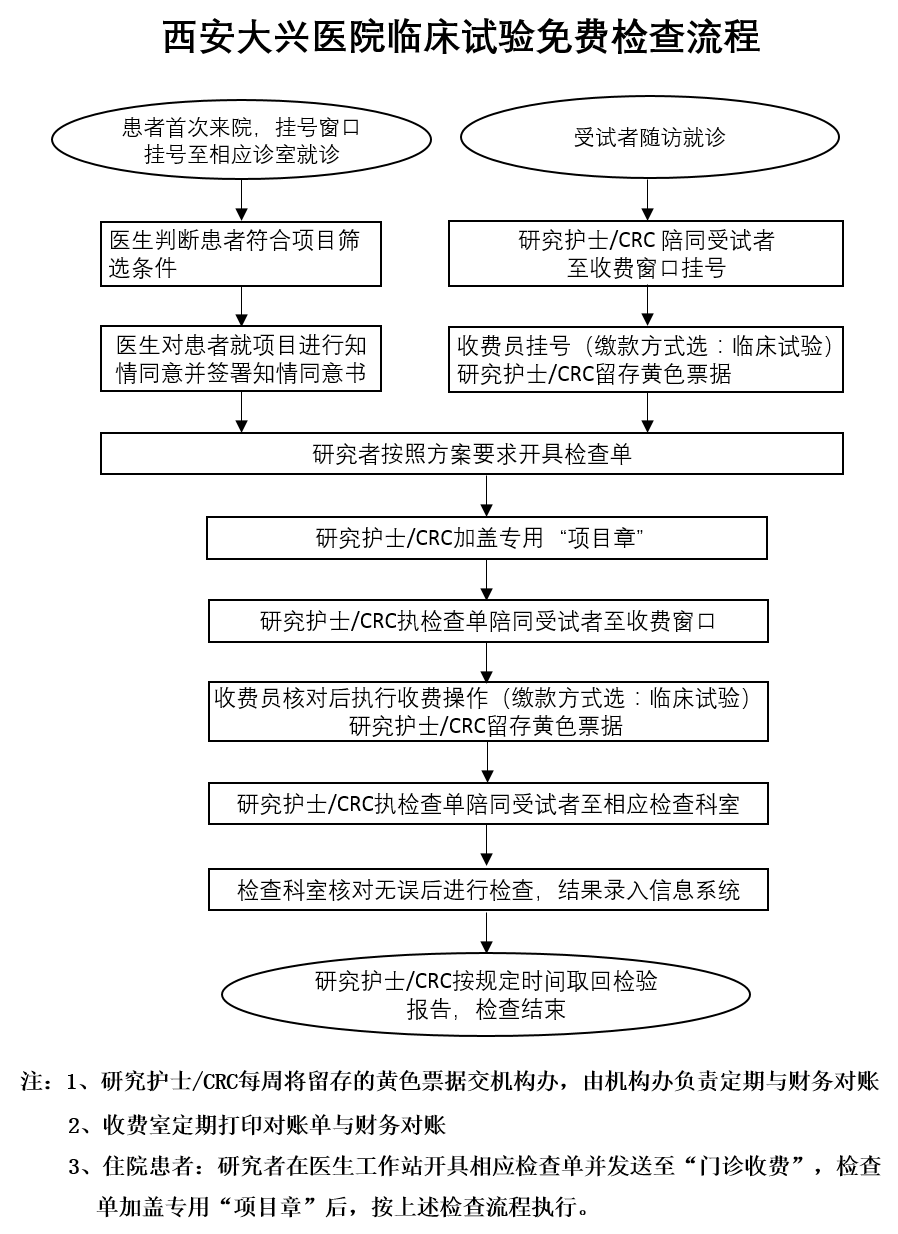 西安大兴医院临床试验免费检查流程
患者首次来院，挂号窗口
挂号至相应诊室就诊
受试者随访就诊
医生判断患者符合项目筛
选条件
研究护士/CRC 陪同受试者
至收费窗口挂号
医生对患者就项目进行知
情同意并签署知情同意书
收费员挂号（缴款方式选：临床试验）
研究护士/CRC留存黄色票据
研究者按照方案要求开具检查单
研究护士/CRC加盖专用“项目章”
研究护士/CRC执检查单陪同受试者至收费窗口
收费员核对后执行收费操作（缴款方式选：临床试验）
研究护士/CRC留存黄色票据
研究护士/CRC执检查单陪同受试者至相应检查科室
检查科室核对无误后进行检查，结果录入信息系统
研究护士/CRC按规定时间取回检验
报告，检查结束
注：1、研究护士/CRC每周将留存的黄色票据交机构办，由机构办负责定期与财务对账
2、收费室定期打印对账单与财务对账
3、住院患者：研究者在医生工作站开具相应检查单并发送至“门诊收费”，检查
单加盖专用“项目章”后，按上述检查流程执行。